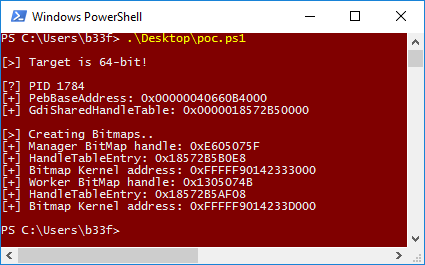 Windows PowerShell
PS C:\Users\b33f> .\Desktop\poc.ps1
[>] Target is 64-bit!
[?] PID 1784
[+] PebBaseAddress: 0x00000040660B4000
[+] GdiSharedHandleTable: 0x0000018572B50000
[>] Creating Bitmaps..
[+] Manager BitMap handle: 0xE605075F
[+] HandleTableEntry: 0x18572B5B0E8
[+] Bitmap Kernel address: 0xFFFFF90142333000
[+] Worker BitMap handle: 0x1305074B
[+] HandleTableEntry: 0x18572B5AF08
[+] Bitmap Kernel address: 0xFFFFF9014233D000
PS C:\Users\b33f>